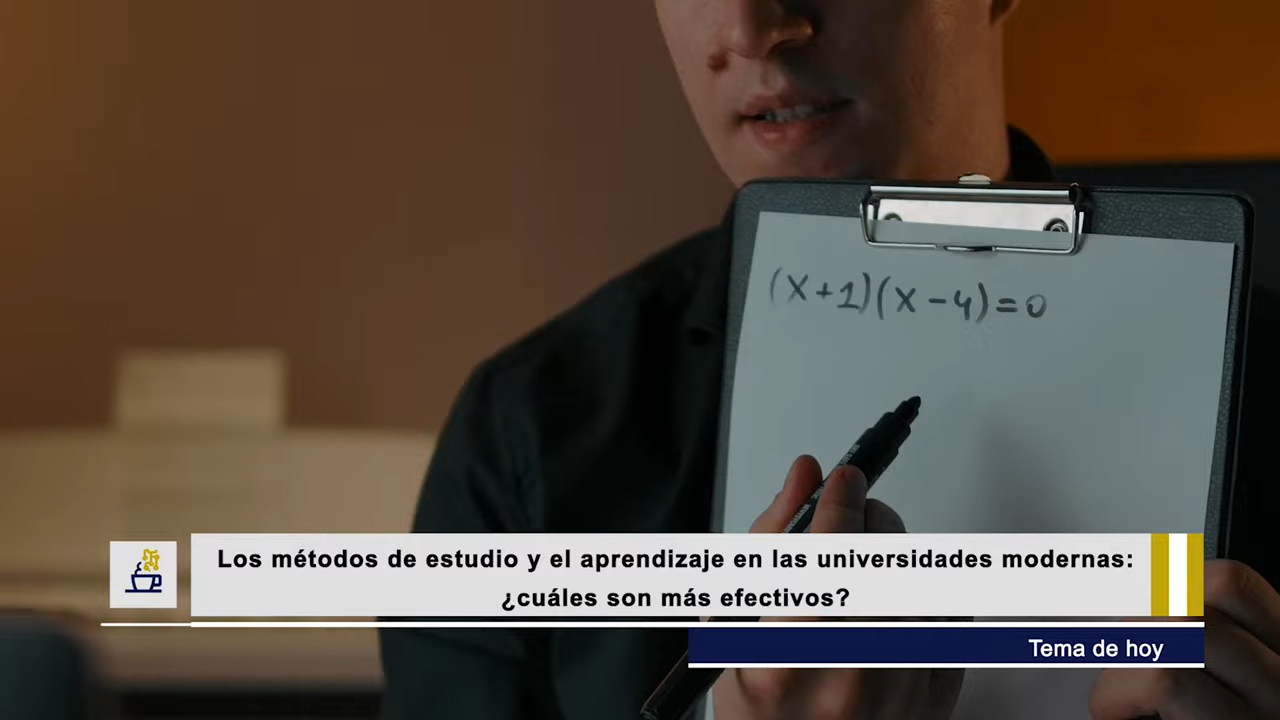 (x+1)(x-4)=0
Los métodos de estudio y el aprendizaje en las universidades modernas:
¿cuáles son más efectivos?
Tema de hoy